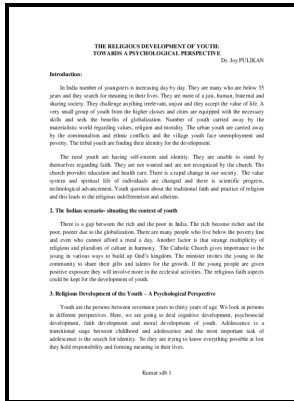 THE RELIGIOUS DEVELOPMENT OF YOUTH:
TOWARDS A PSYCHOLOGICAL PERSPECTIVE
Dr. Joy PULIKAN
Introduction:
In India number of youngsters is increasing day by day. They are many who are below 35
years and they search for meaning in their lives. They are more of a just, human, fraternal and
sharing society. They challenge anything irrelevant, unjust and they accept the value of life. A
very small group of youth from the higher classes and cities are equipped with the necessary
skills and seek the benefits of globalization. Number of youth carried away by the
materialistic world regarding values, religion and morality. The urban youth are carried away
by the communalism and ethnic conflicts and the village youth face unemployment and
poverty. The tribal youth are finding their identity for the development.
The rural youth are having self-esteem and identity. They are unable to stand by
themselves regarding faith. They are not wanted and are not recognized by the church. The
church provides education and health care. There is a rapid change in our society. The value
system and spiritual life of individuals are changed and there is scientific progress,
technological advancement. Youth question about the traditional faith and practice of religion
and this leads to the religious indifferentism and atheism.
2. The Indian scenario- situating the context of youth
There is a gap between the rich and the poor in India. The rich become richer and the
poor, poorer due to the globalization. There are many people who live below the poverty line
and even who cannot afford a meal a day. Another factor is that strange multiplicity of
religions and pluralism of culture in harmony. The Catholic Church gives importance to the
young in various ways to build up God's kingdom. The minister invites the young to the
community to share their gifts and talents for the growth. If the young people are given
positive exposure they will involve more in the ecclesial activities. The religious faith aspects
could be kept for the development of youth.
3. Religious Development of the Youth – A Psychological Perspective
Youth are the persons between seventeen years to thirty years of age. We look at persons
in different perspectives. Here, we are going to deal cognitive development, psychosocial
development, faith development and moral development of youth. Adolescence is a
transitional stage between childhood and adolescence and the most important task of
adolescence is the search for identity. So they are trying to know everything possible at lost
they hold responsibility and forming meaning in their lives.
Kumar sdb 1